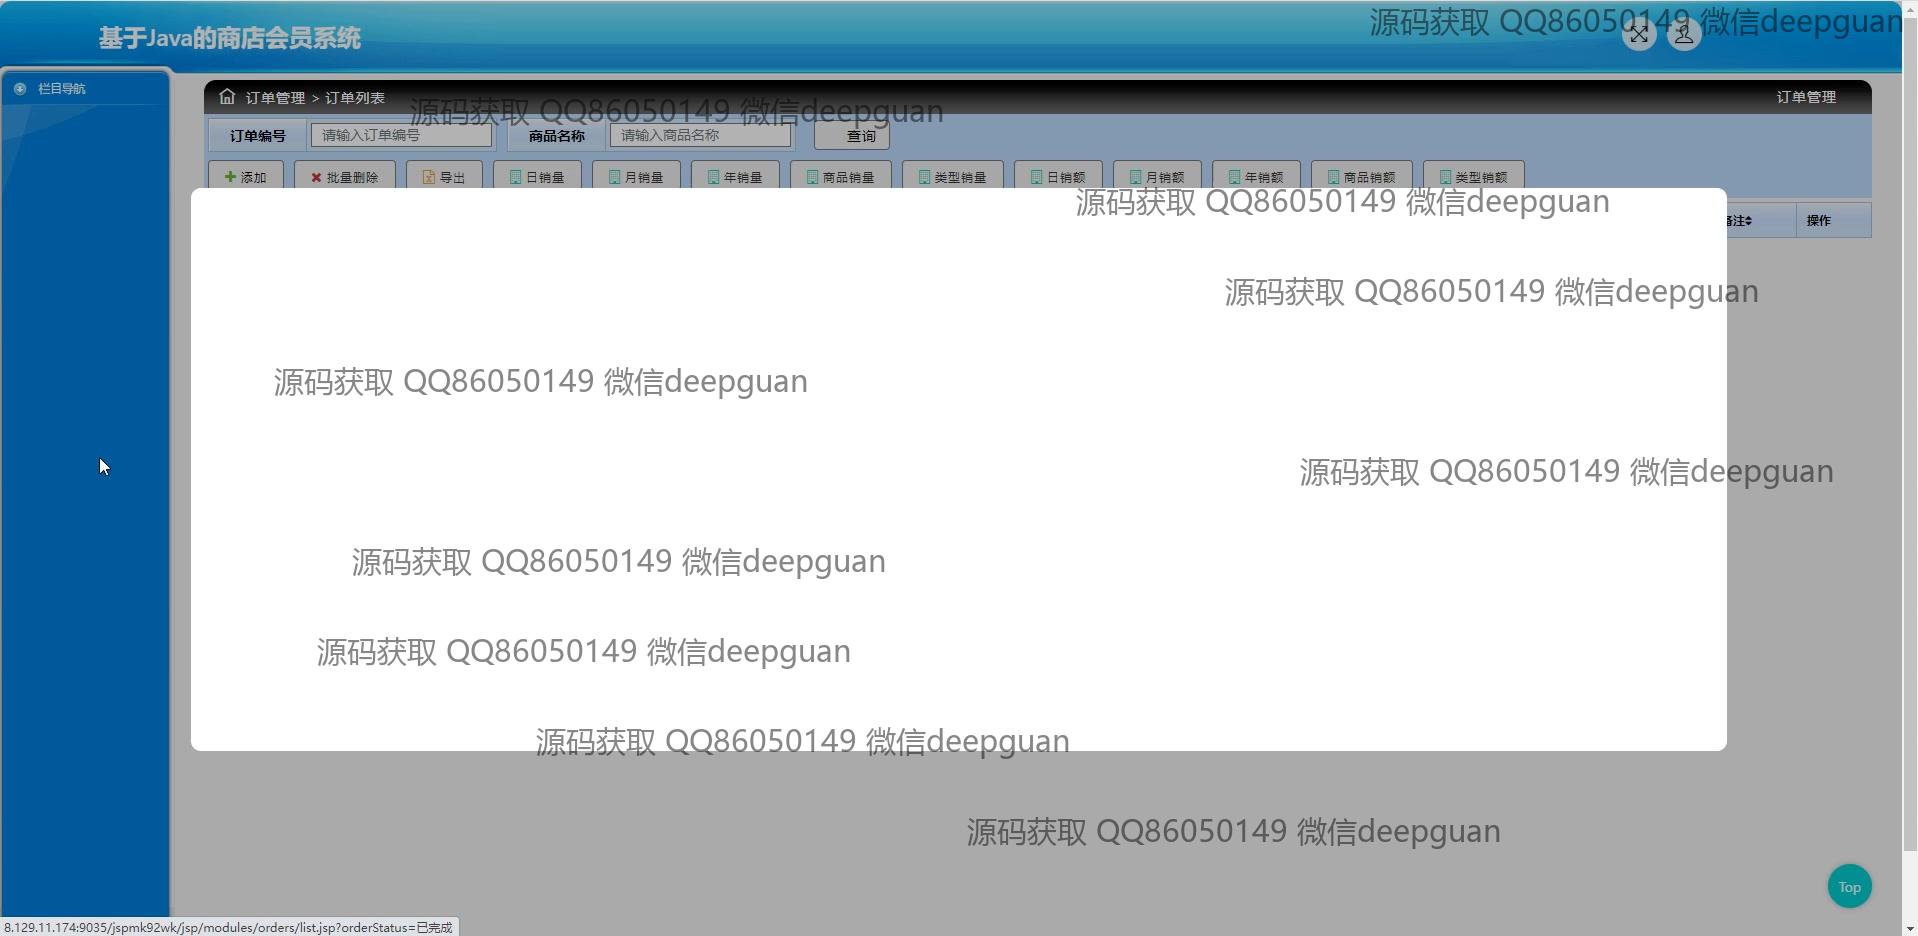 源码获取 QQ86050149 微信deepguan
基于Java的商店会员系统
栏目导航
订单管理 > 订单列表
订单管理
源码获取 QQ86050149 微信deepguan
订单编号 请输入订单编号 商品名称 请输入商品名称 查询
添加 批量删除 导出 日销量 月销量 年销量 商品销量 类型销量 日销额 月销额 年销额 商品销额 类型销额
源码获取 QQ86050149 微信deepguan
备注 操作
源码获取 QQ86050149 微信deepguan
源码获取 QQ86050149 微信deepguan
源码获取 QQ86050149 微信deepguan
源码获取 QQ86050149 微信deepguan
源码获取 QQ86050149 微信deepguan
源码获取 QQ86050149 微信deepguan
源码获取 QQ86050149 微信deepguan
Top
8.129.11.174:9035/jspmk92wk/jsp/modules/orders/list.jsp?orderStatus=已完成